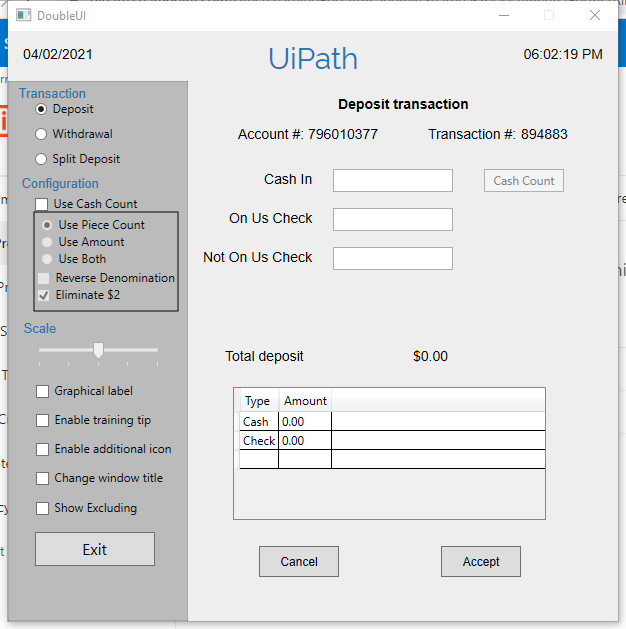 DoubleUI
04/02/2021
UiPath
06:02:19 PM
Transaction
Deposit
Withdrawal
Split Deposit
Configuration
Use Cash Count
Use Piece Count
Use Amount
Use Both
Reverse Denomination
Eliminate $2
Scale
Graphical label
Enable training tip
Enable additional icon
Change window title
Show Excluding
Exit
Deposit transaction
Account #: 796010377 Transaction #: 894883
Cash In Cash Count
On Us Check
Not On Us Check
Total deposit $0.00
Type Amount
Cash 0.00
Check 0.00
Cancel Accept